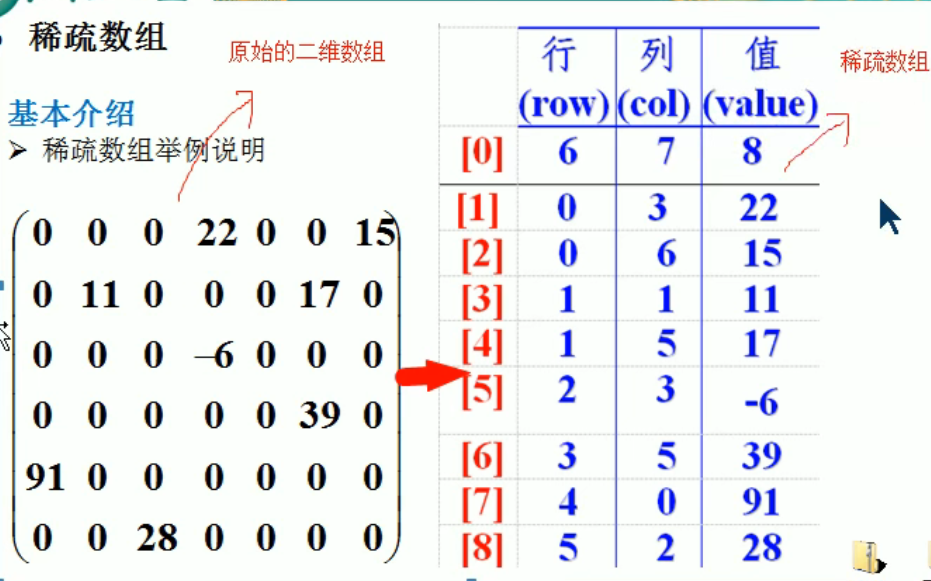 稀疏数组
原始的二维数组
基本介绍
➢ 稀疏数组举例说明
0 0 0 22 0 0 15
0 11 0 0 0 17 0
0 0 0 –6 0 0 0
0 0 0 0 0 39 0
91 0 0 0 0 0 0
0 0 28 0 0 0 0
行 列 值
(row) (col) (value)
稀疏数组
[0] 6 7 8
[1] 0 3 22
[2] 0 6 15
[3] 1 1 11
[4] 1 5 17
[5] 2 3 -6
[6] 3 5 39
[7] 4 0 91
[8] 5 2 28